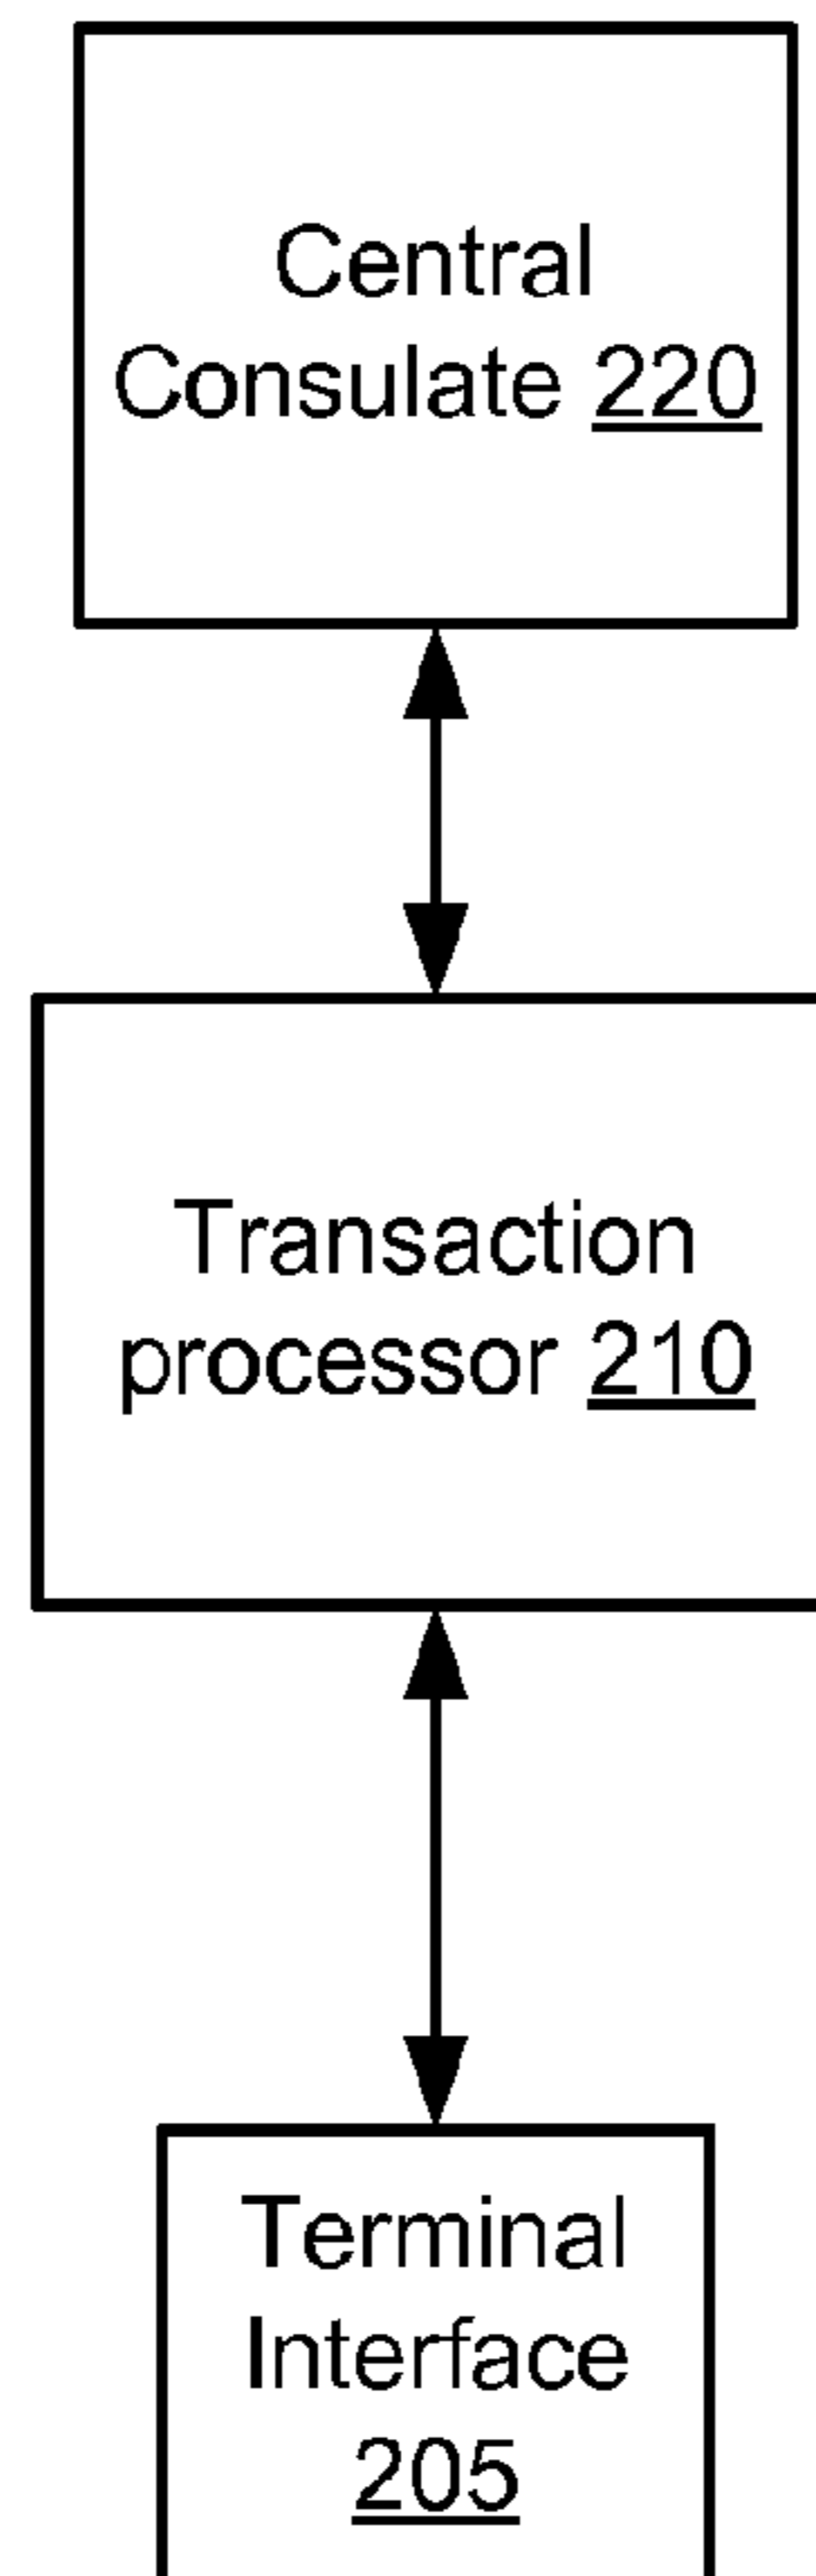 Central
Consulate 220
Transaction
processor 210
Terminal
Interface
205